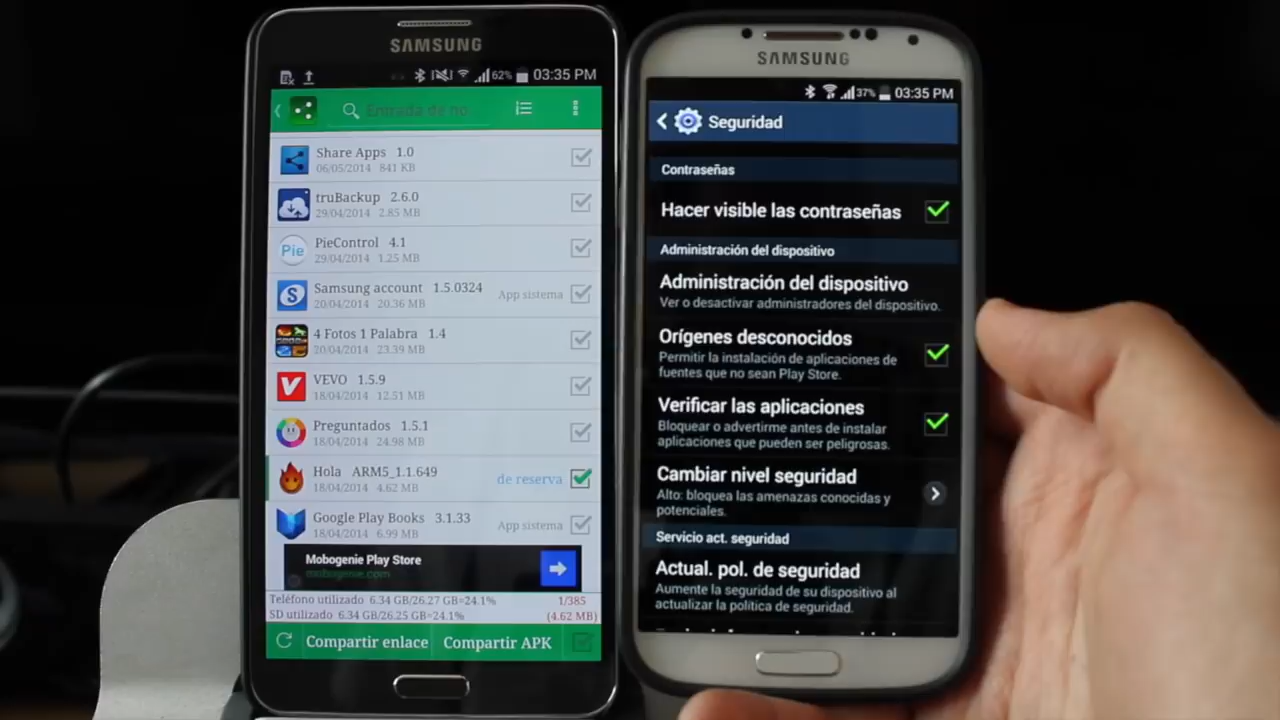 SAMSUNG
62% 03:35 PM
Entrada de no
Share Apps 1.0
06/05/2014 841 KB
truBackup 2.6.0
29/04/2014 2.85 MB
Pie
PieControl 4.1
29/04/2014 1.25 MB
Samsung account 1.5.0324
App sistema
20/04/2014 20.36 MB
4 Fotos 1 Palabra 1.4
20/04/2014 23.39 MB
VEVO 1.5.9
18/04/2014 12.51 MB
Preguntados 1.5.1
18/04/2014 24.98 MB
Hola ARM5_1.1.649
de reserva
18/04/2014 4.62 MB
Google Play Books 3.1.33
App sistema
18/04/2014 6.99 MB
Mobogenie Play Store
mobogenie.com
Teléfono utilizado 6.34 GB/26.27 GB=24.1% 1/385
SD utilizado 6.34 GB/26.25 GB=24.1% (4.62 MB)
Compartir enlace Compartir APK
SAMSUNG
37% 03:35 PM
Seguridad
Contraseñas
Hacer visible las contraseñas
Administración del dispositivo
Administración del dispositivo
Ver o desactivar administradores del dispositivo.
Orígenes desconocidos
Permitir la instalación de aplicaciones de
fuentes que no sean Play Store.
Verificar las aplicaciones
Bloquear o advertirme antes de instalar
aplicaciones que pueden ser peligrosas.
Cambiar nivel seguridad
Alto: bloquea las amenazas conocidas y
potenciales.
Servicio act. seguridad
Actual. pol. de seguridad
Aumente la seguridad de su dispositivo al
actualizar la política de seguridad.